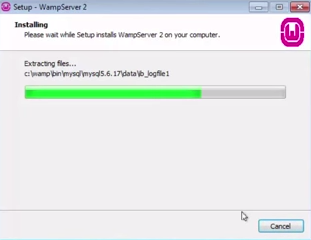 Setup - WampServer 2
Installing
Please wait while Setup installs WampServer 2 on your computer.
Extracting files...
c:\wamp\bin\mysql\mysql5.6.17\data\ib_logfile1
Cancel